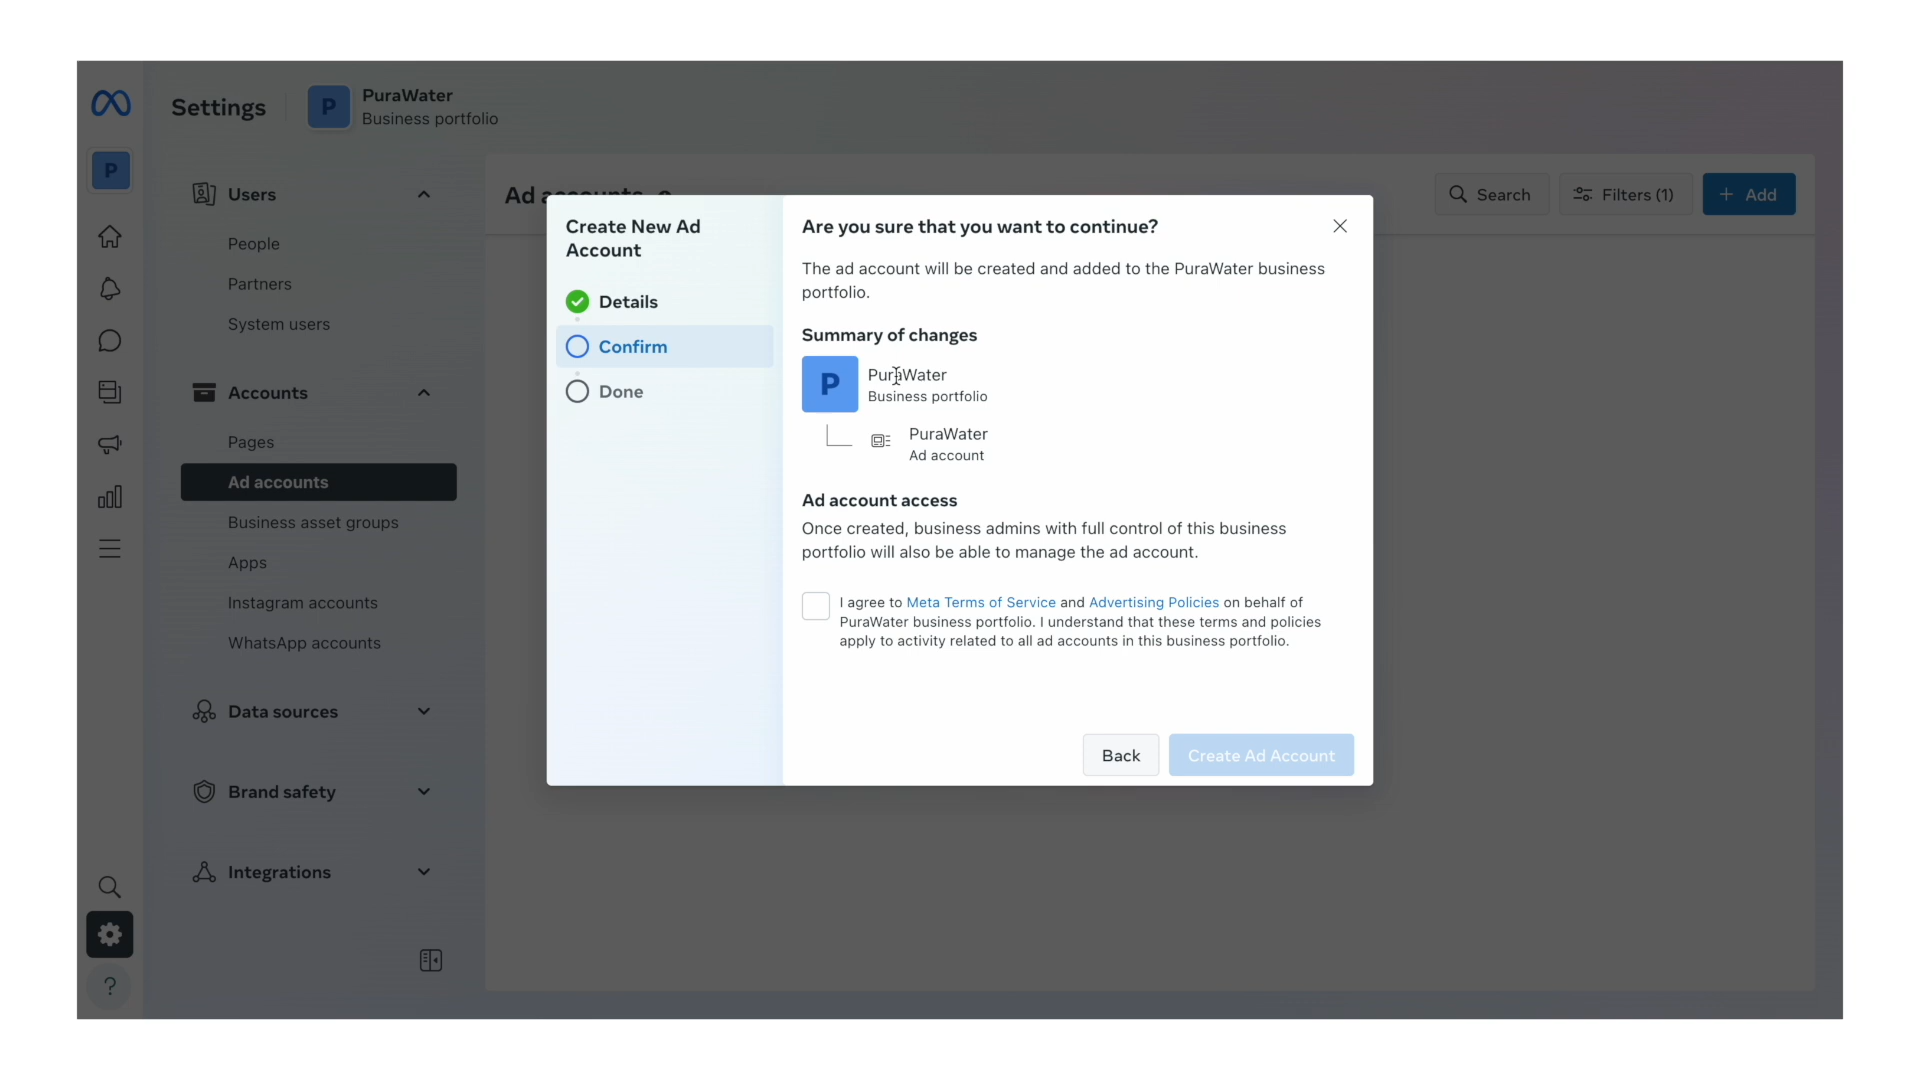 Settings
P
PuraWater
Business portfolio
P
Users
People
Partners
System users
Accounts
Pages
Ad accounts
Business asset groups
Apps
Instagram accounts
WhatsApp accounts
Data sources
Brand safety
Integrations
?
Ad accounts
Search
Filters (1)
+ Add
Create New Ad
Account
Details
Confirm
Done
Are you sure that you want to continue?
The ad account will be created and added to the PuraWater business
portfolio.
Summary of changes
P
PuraWater
Business portfolio
PuraWater
Ad account
Ad account access
Once created, business admins with full control of this business
portfolio will also be able to manage the ad account.
I agree to Meta Terms of Service and Advertising Policies on behalf of
PuraWater business portfolio. I understand that these terms and policies
apply to activity related to all ad accounts in this business portfolio.
Back
Create Ad Account